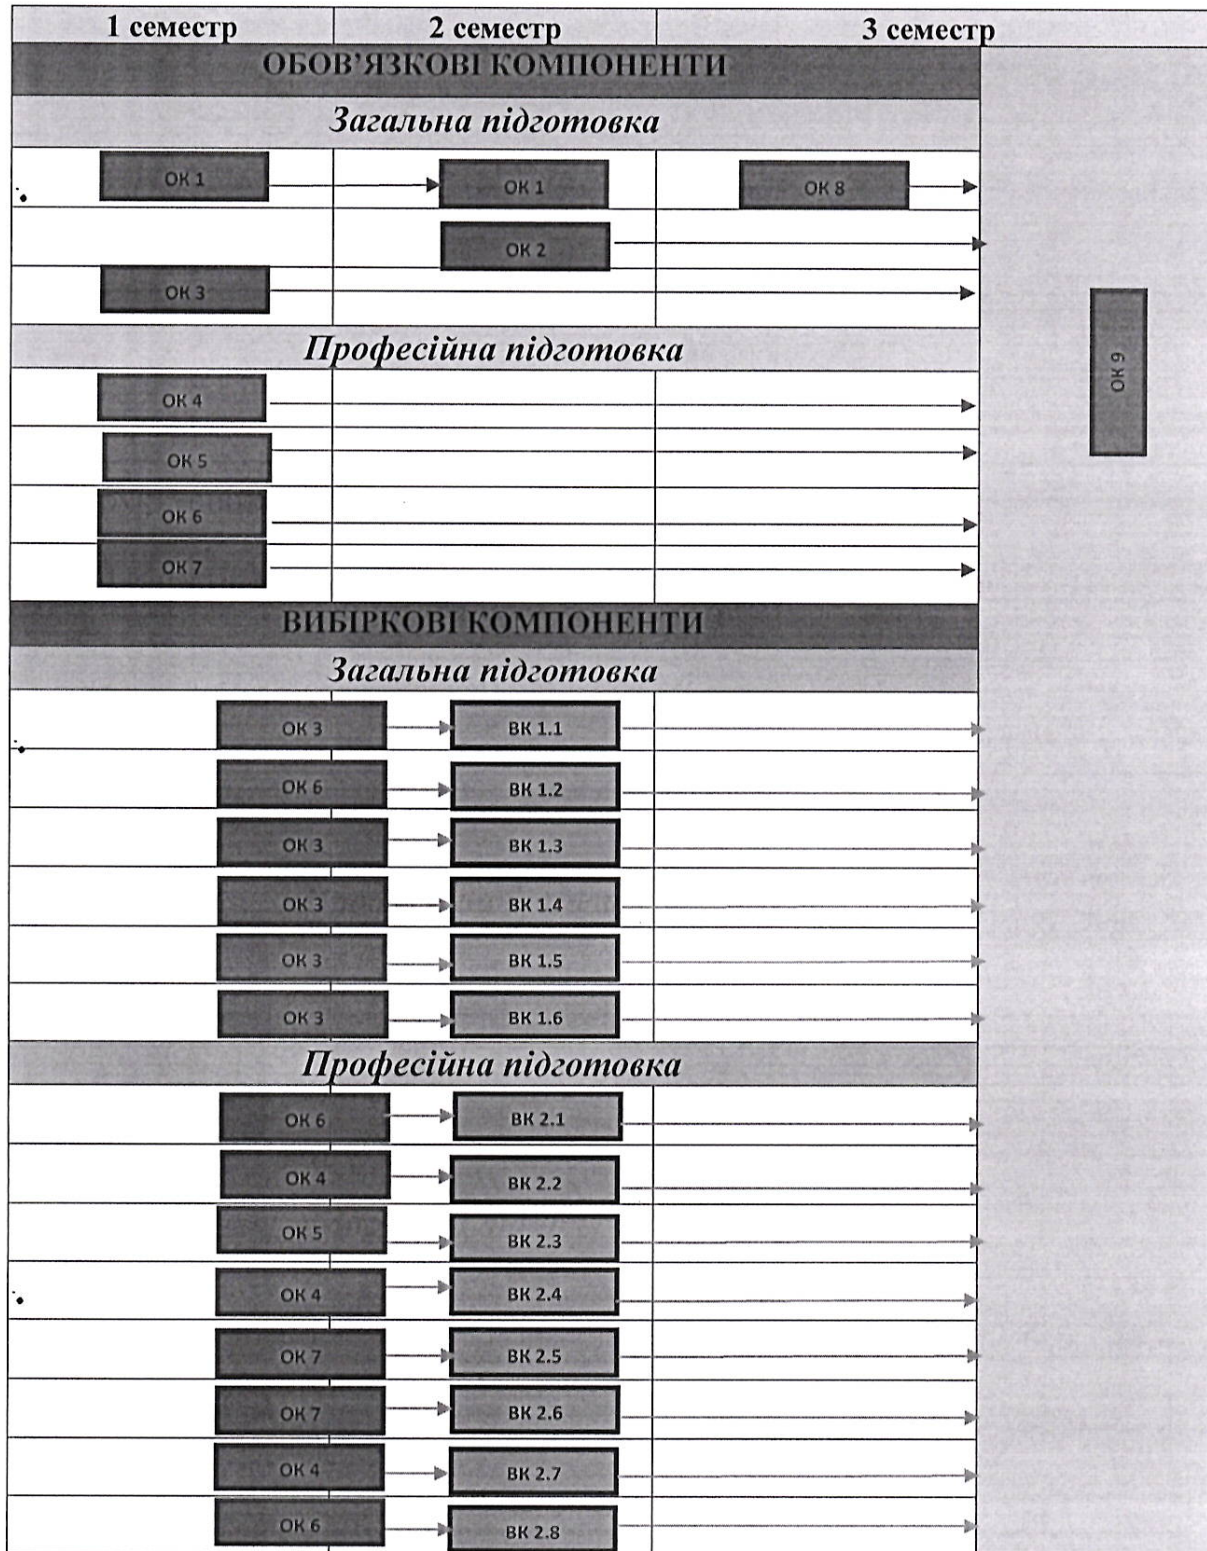 1 семестр 2 семестр 3 семестр
ОБОВ’ЯЗКОВІ КОМПОНЕНТИ
Загальна підготовка
ОК 1 ОК 1 ОК 8
ОК 2
ОК 3
Професійна підготовка
ОК 4
ОК 5
ОК 6
ОК 7
ОК 9
ВИБІРКОВІ КОМПОНЕНТИ
Загальна підготовка
ОК 3 ВК 1.1
ОК 6 ВК 1.2
ОК 3 ВК 1.3
ОК 3 ВК 1.4
ОК 3 ВК 1.5
ОК 3 ВК 1.6
Професійна підготовка
ОК 6 ВК 2.1
ОК 4 ВК 2.2
ОК 5 ВК 2.3
ОК 4 ВК 2.4
ОК 7 ВК 2.5
ОК 7 ВК 2.6
ОК 4 ВК 2.7
ОК 6 ВК 2.8